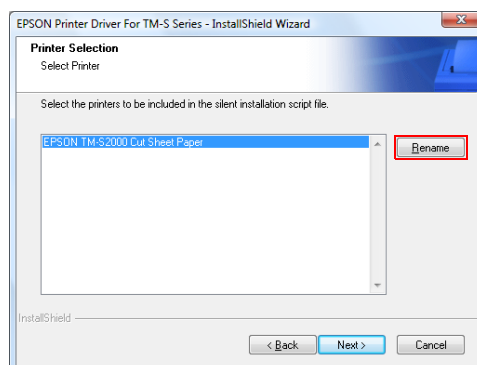 EPSON Printer Driver For TM-S Series - InstallShield Wizard
Printer Selection
Select Printer
Select the printers to be included in the silent installation script file.
EPSON TM-S2000 Cut Sheet Paper
Rename
InstallShield
< Back Next > Cancel